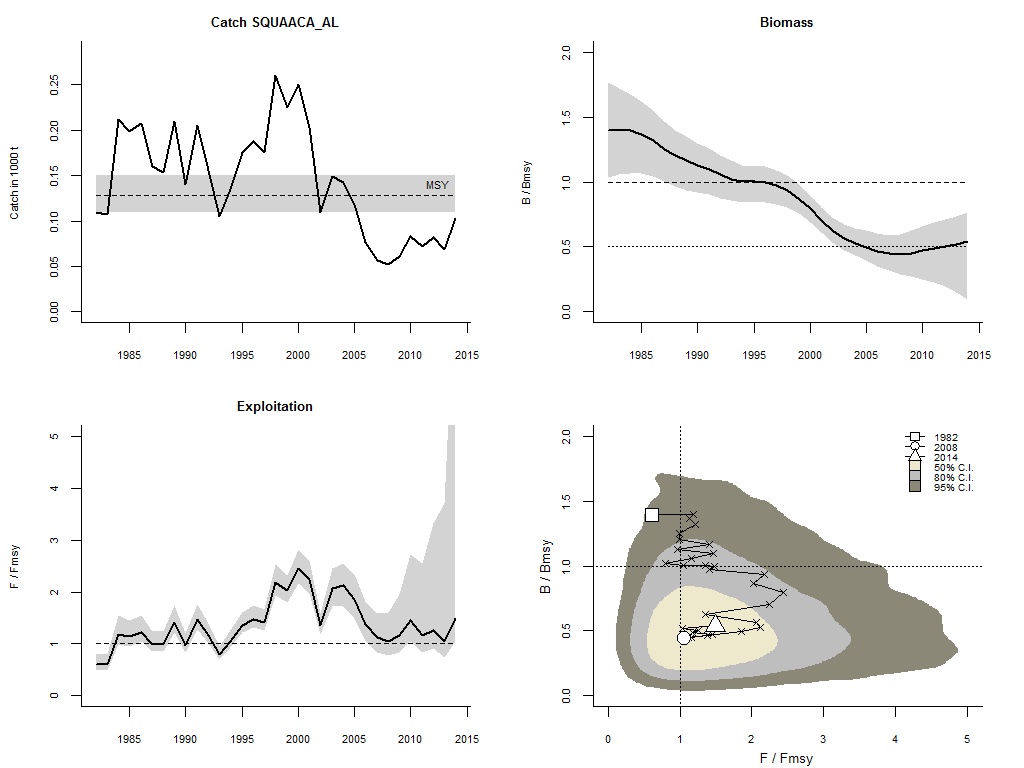 Catch SQUAACA_AL
Catch in 1000 t
0.00 0.05 0.10 0.15 0.20 0.25
MSY
1985 1990 1995 2000 2005 2010 2015
Biomass
B / Bmsy
0.0 0.5 1.0 1.5 2.0
1985 1990 1995 2000 2005 2010 2015
Exploitation
F / Fmsy
0 1 2 3 4 5
1985 1990 1995 2000 2005 2010 2015
B / Bmsy
0.0 0.5 1.0 1.5 2.0
1982
2008
2014
50% C.I.
80% C.I.
95% C.I.
0 1 2 3 4 5
F / Fmsy